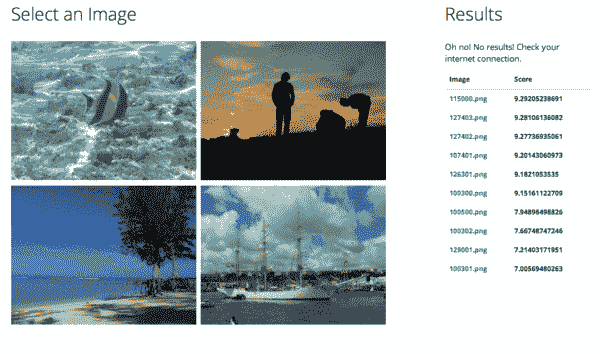 Select an Image
Results
Oh no! No results! Check your
internet connection.
Image Score
115000.png 9.29205238691
127403.png 9.28106136082
127402.png 9.27736935061
107401.png 9.20143060973
126301.png 9.1821053535
100300.png 9.15161122709
100500.png 7.94898498826
100302.png 7.66748747246
129001.png 7.21403171951
100301.png 7.00569480263